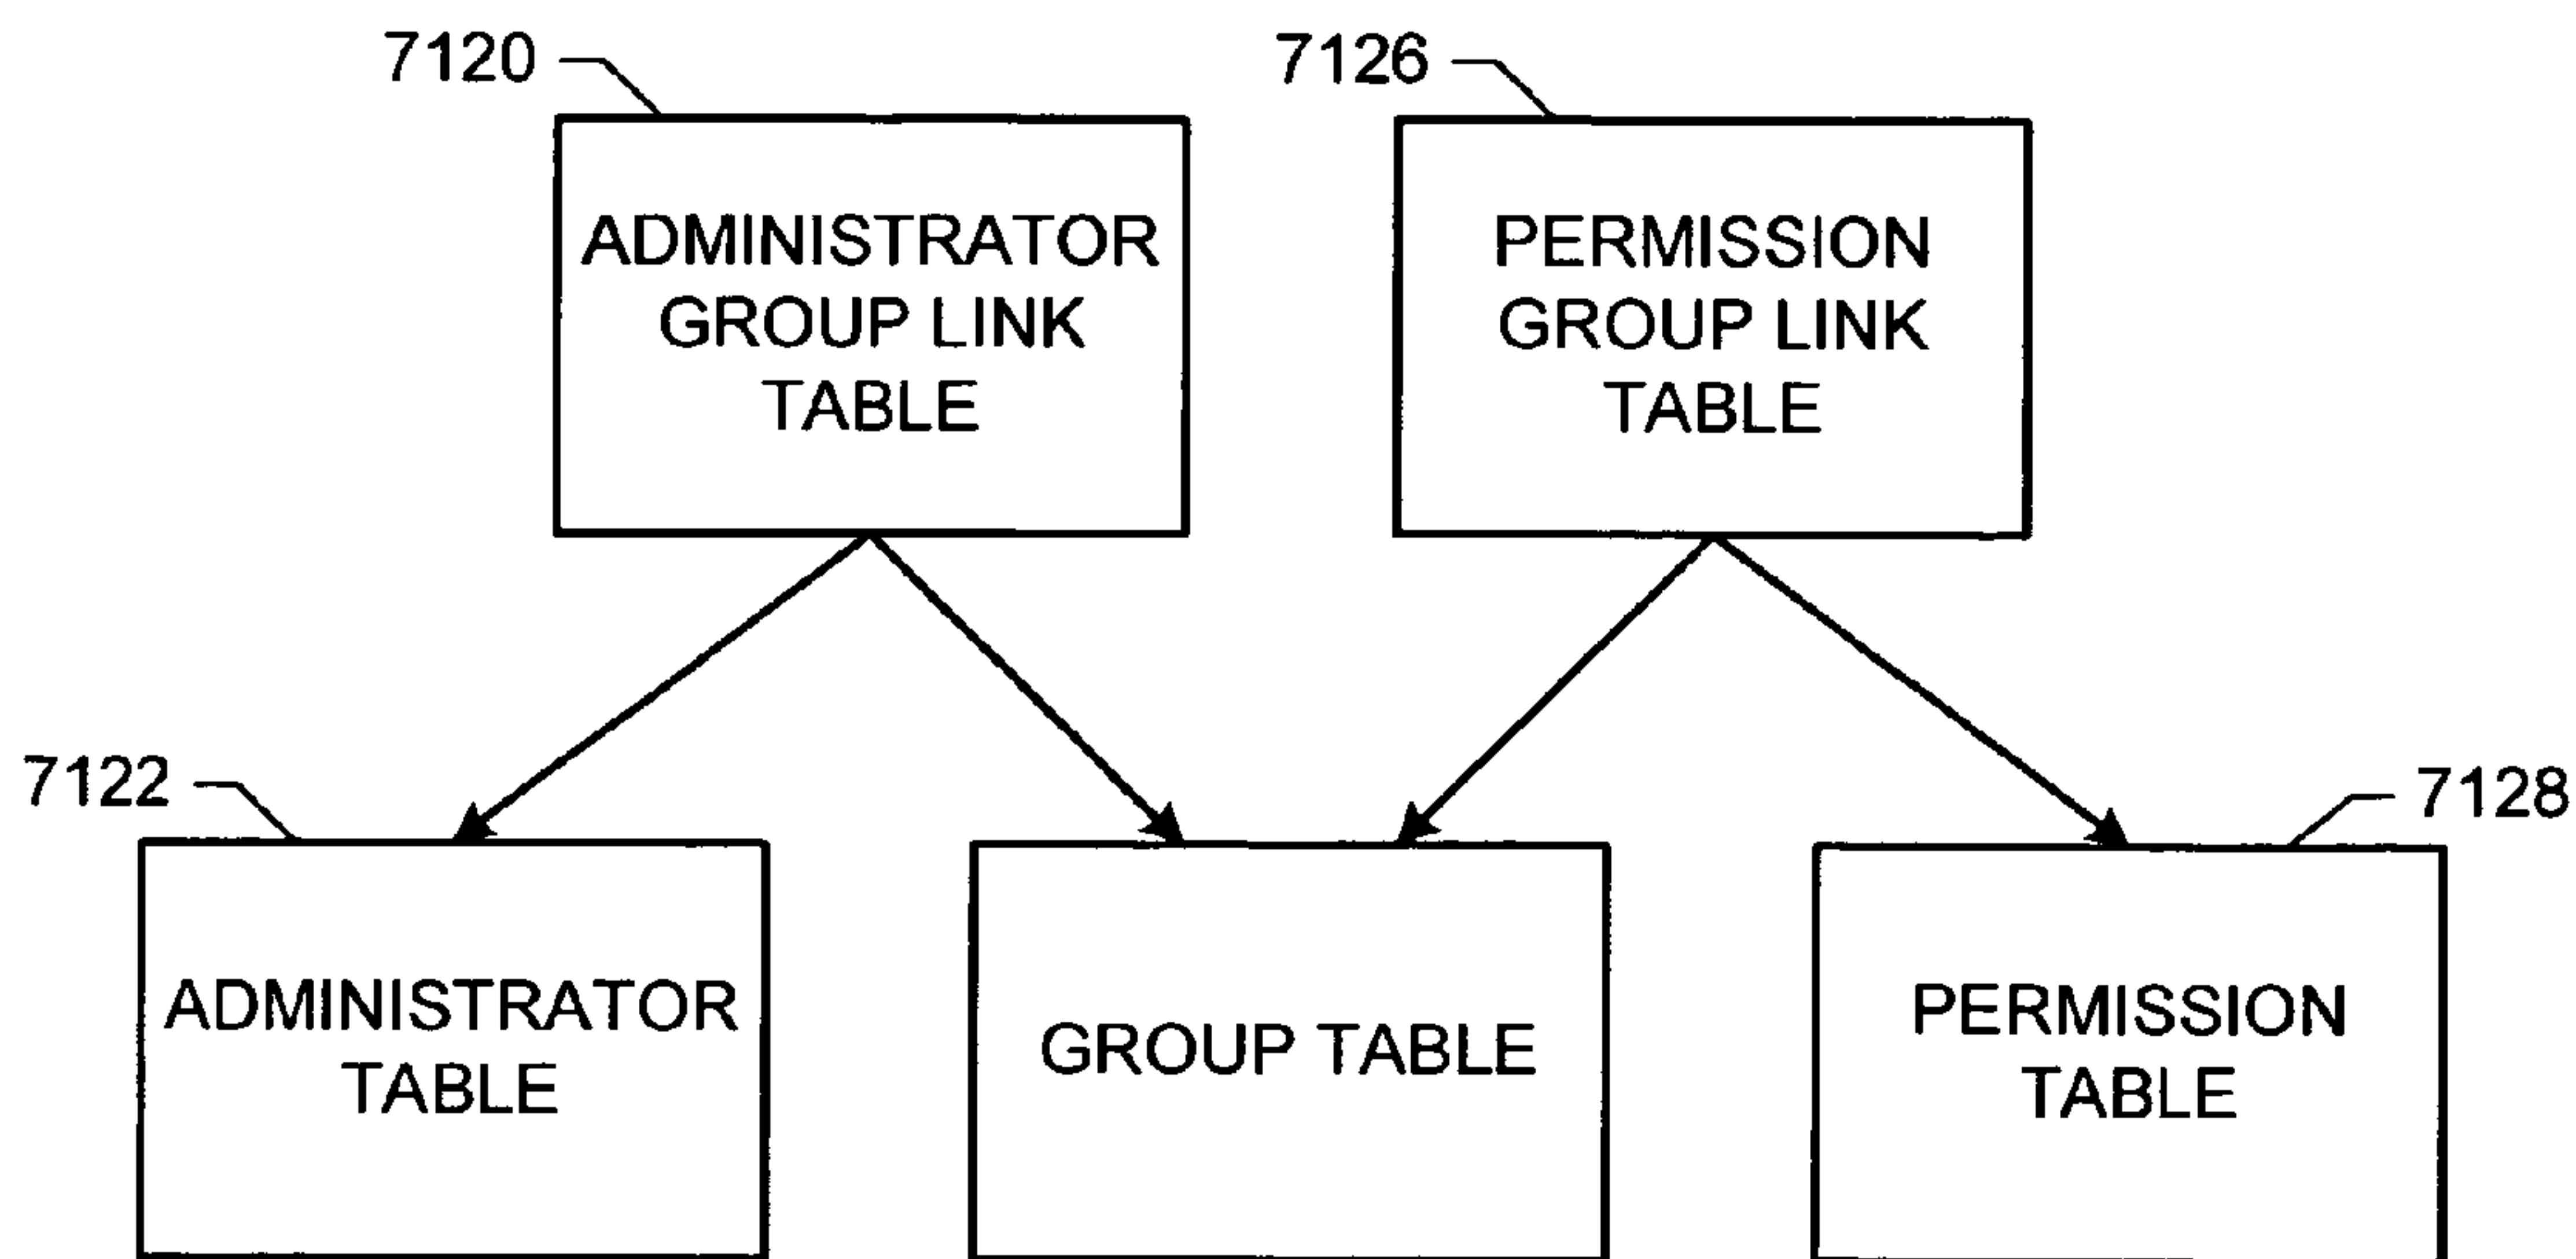 7120
7126
ADMINISTRATOR
GROUP LINK
TABLE
PERMISSION
GROUP LINK
TABLE
7122
7128
ADMINISTRATOR
TABLE
GROUP TABLE
PERMISSION
TABLE